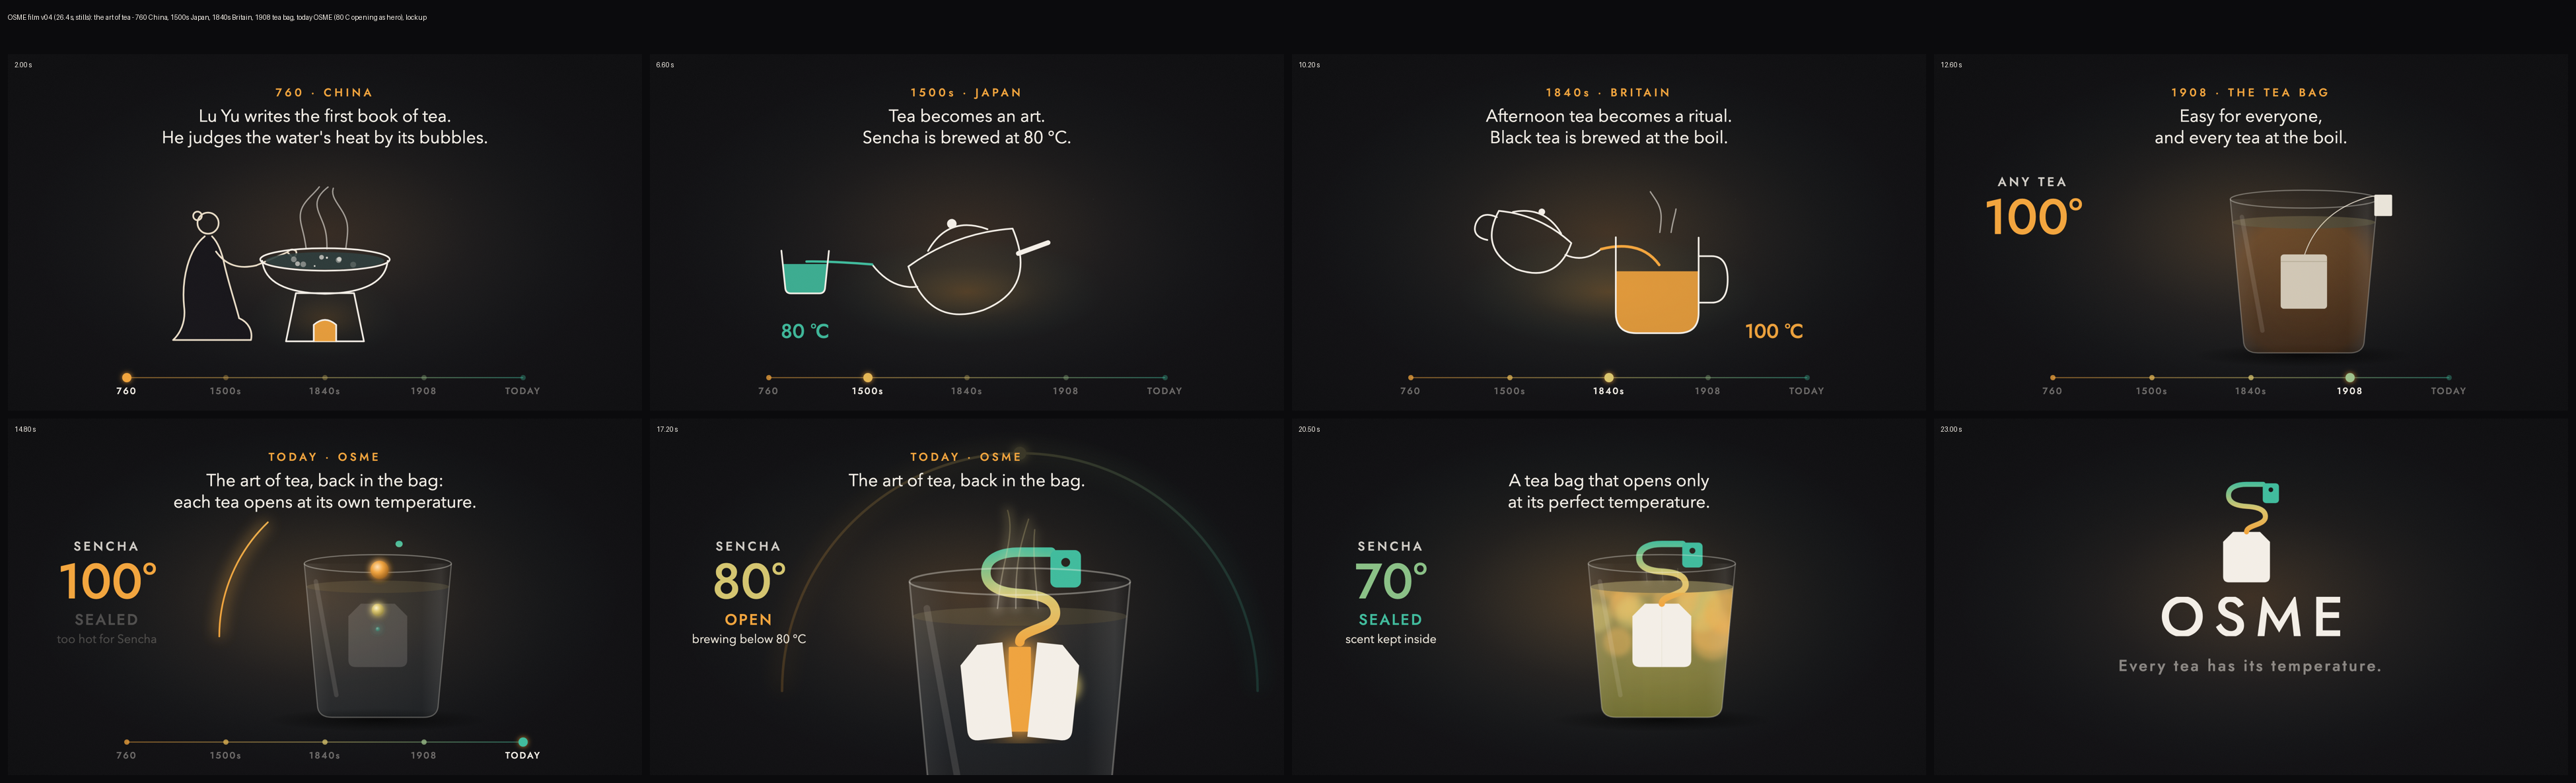 OSME film v04 (26.4 s, stills): the art of tea - 760 China, 1500s Japan, 1840s Britain, 1908 tea bag, today OSME (80 C opening as hero), lockup
2.00 s
760 · CHINA
Lu Yu writes the first book of tea.
He judges the water's heat by its bubbles.
760 1500s 1840s 1908 TODAY
6.60 s
1500s · JAPAN
Tea becomes an art.
Sencha is brewed at 80 °C.
80 °C
760 1500s 1840s 1908 TODAY
10.20 s
1840s · BRITAIN
Afternoon tea becomes a ritual.
Black tea is brewed at the boil.
100 °C
760 1500s 1840s 1908 TODAY
12.60 s
1908 · THE TEA BAG
Easy for everyone,
and every tea at the boil.
ANY TEA
100°
760 1500s 1840s 1908 TODAY
14.80 s
TODAY · OSME
The art of tea, back in the bag:
each tea opens at its own temperature.
SENCHA
100°
SEALED
too hot for Sencha
760 1500s 1840s 1908 TODAY
17.20 s
TODAY · OSME
The art of tea, back in the bag.
SENCHA
80°
OPEN
brewing below 80 °C
20.50 s
A tea bag that opens only
at its perfect temperature.
SENCHA
70°
SEALED
scent kept inside
23.00 s
OSME
Every tea has its temperature.